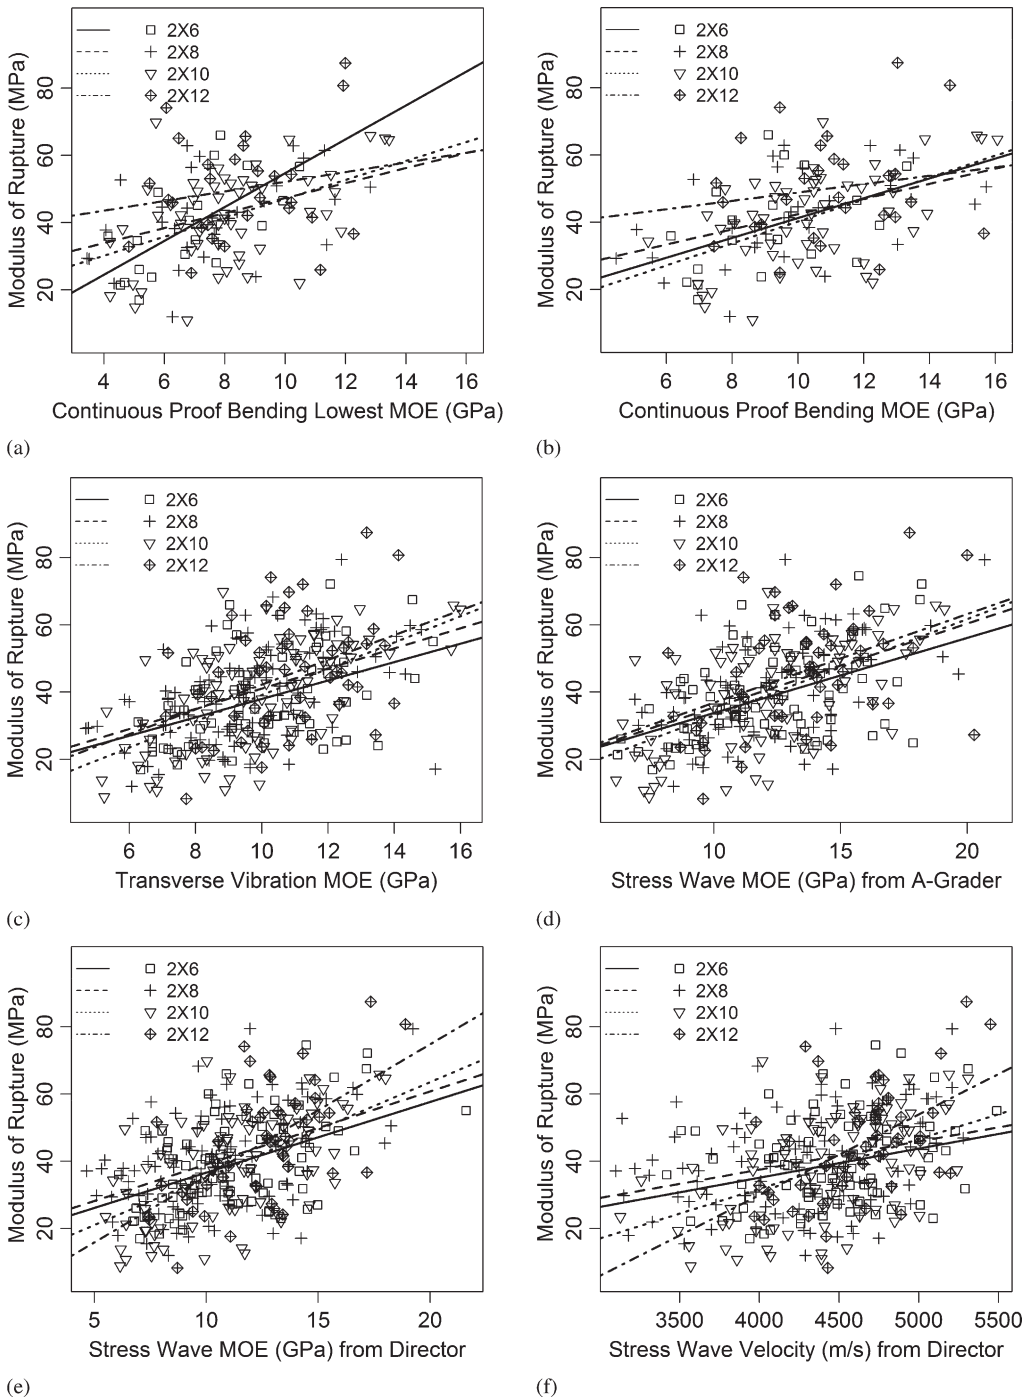 2X6
2X8
2X10
2X12
Modulus of Rupture (MPa)
20 40 60 80
4 6 8 10 12 14 16
Continuous Proof Bending Lowest MOE (GPa)
(a)
2X6
2X8
2X10
2X12
Modulus of Rupture (MPa)
20 40 60 80
4 6 8 10 12 14 16
Continuous Proof Bending MOE (GPa)
(b)
2X6
2X8
2X10
2X12
Modulus of Rupture (MPa)
20 40 60 80
6 8 10 12 14 16
Transverse Vibration MOE (GPa)
(c)
2X6
2X8
2X10
2X12
Modulus of Rupture (MPa)
20 40 60 80
10 15 20
Stress Wave MOE (GPa) from A-Grader
(d)
2X6
2X8
2X10
2X12
Modulus of Rupture (MPa)
20 40 60 80
5 10 15 20
Stress Wave MOE (GPa) from Director
(e)
2X6
2X8
2X10
2X12
Modulus of Rupture (MPa)
20 40 60 80
3500 4000 4500 5000 5500
Stress Wave Velocity (m/s) from Director
(f)